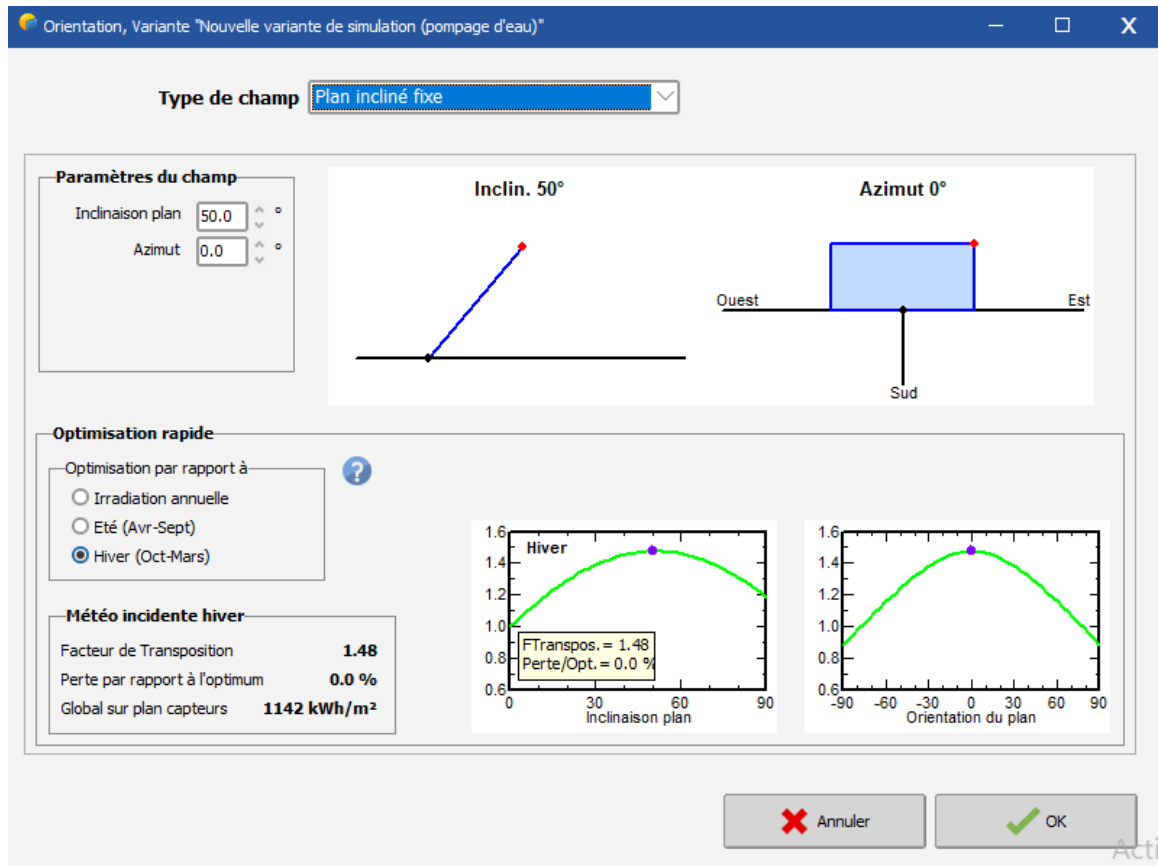 Orientation, Variante "Nouvelle variante de simulation (pompage d'eau)"
Type de champ Plan incliné fixe
Paramètres du champ
Inclinaison plan 50.0 °
Azimut 0.0 °
Inclin. 50°
Azimut 0°
Ouest Est
Sud
Optimisation rapide
Optimisation par rapport à
Irradiation annuelle
Eté (Avr-Sept)
Hiver (Oct-Mars)
?
Météo incidente hiver
Facteur de Transposition 1.48
Perte par rapport à l'optimum 0.0 %
Global sur plan capteurs 1142 kWh/m²
1.6
1.4
1.2
1.0
0.8
0.6
Hiver
FTranspos.= 1.48
Perte/Opt.= 0.0 %
0 30 60 90
Inclinaison plan
1.6
1.4
1.2
1.0
0.8
0.6
-90 -60 -30 0 30 60 90
Orientation du plan
Annuler
OK
Acti